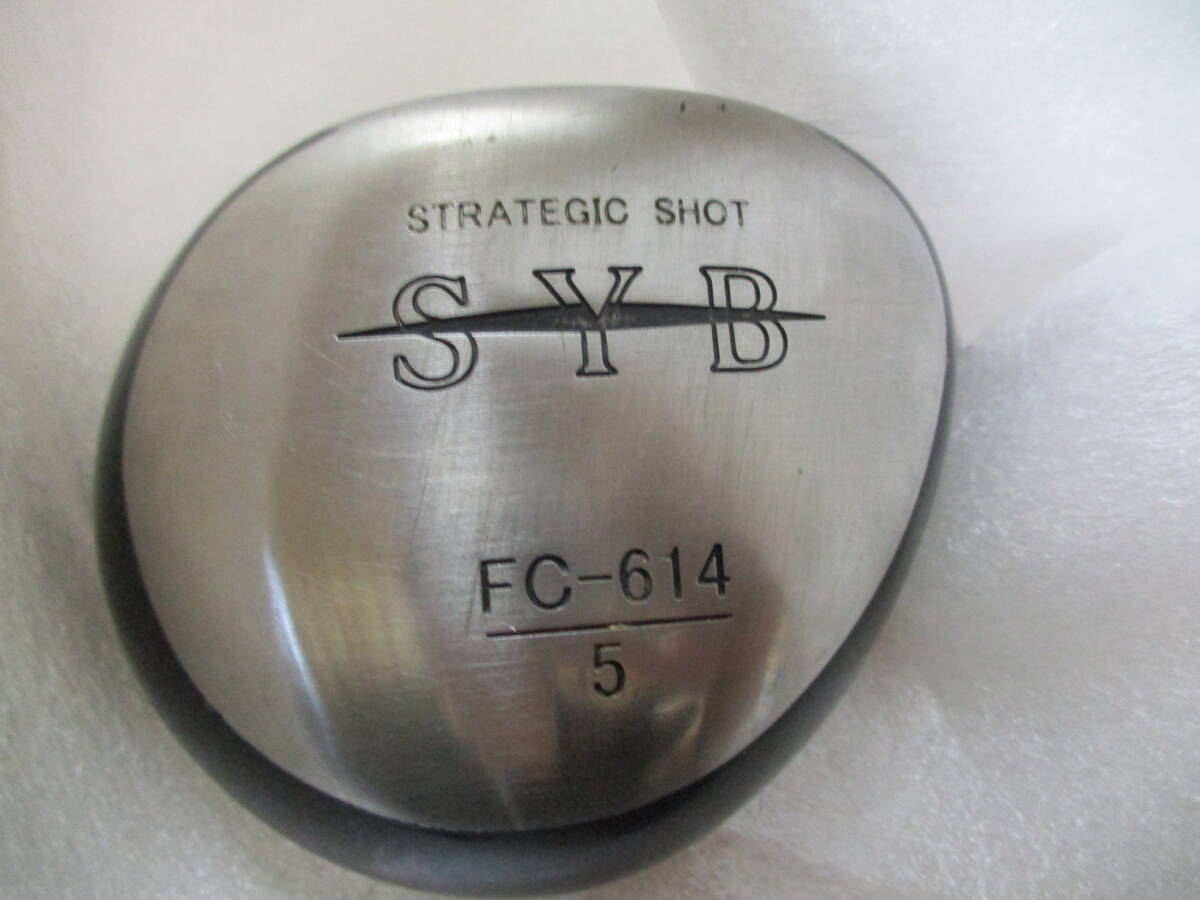 STRATEGIC SHOT
SYB
FC-614
5